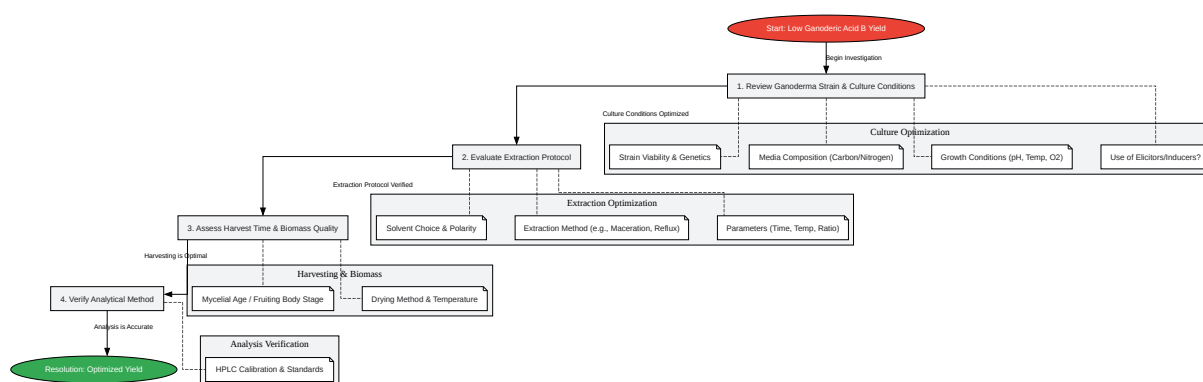 Start: Low Ganoderic Acid B Yield
Begin Investigation
1. Review Ganoderma Strain & Culture Conditions
Culture Conditions Optimized
Culture Optimization
Strain Viability & Genetics
Media Composition (Carbon/Nitrogen)
Growth Conditions (pH, Temp, O2)
Use of Elicitors/Inducers?
2. Evaluate Extraction Protocol
Extraction Protocol Verified
Extraction Optimization
Solvent Choice & Polarity
Extraction Method (e.g., Maceration, Reflux)
Parameters (Time, Temp, Ratio)
3. Assess Harvest Time & Biomass Quality
Harvesting is Optimal
Harvesting & Biomass
Mycelial Age / Fruiting Body Stage
Drying Method & Temperature
4. Verify Analytical Method
Analysis is Accurate
Analysis Verification
HPLC Calibration & Standards
Resolution: Optimized Yield